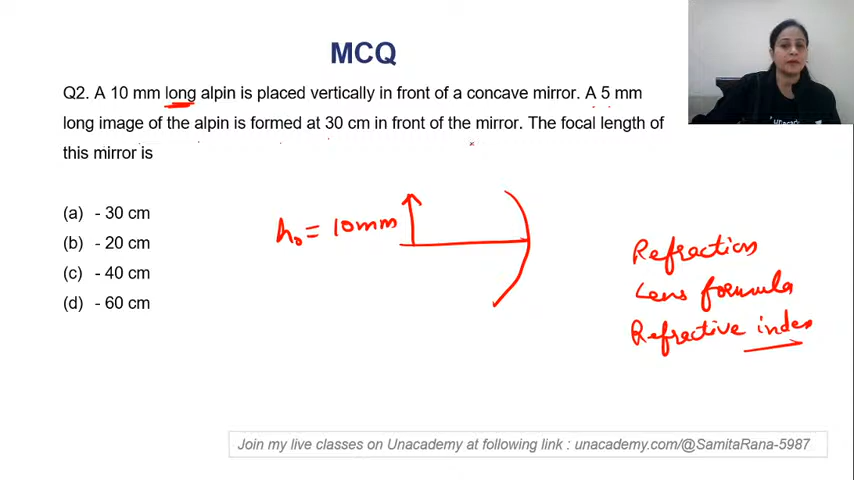 MCQ
Q2. A 10 mm long alpin is placed vertically in front of a concave mirror. A 5 mm
long image of the alpin is formed at 30 cm in front of the mirror. The focal length of
this mirror is
(a) - 30 cm
(b) - 20 cm
(c) - 40 cm
(d) - 60 cm
h₀ = 10mm
Refraction
Lens formula
Refractive index
Join my live classes on Unacademy at following link : unacademy.com/@SamitaRana-5987